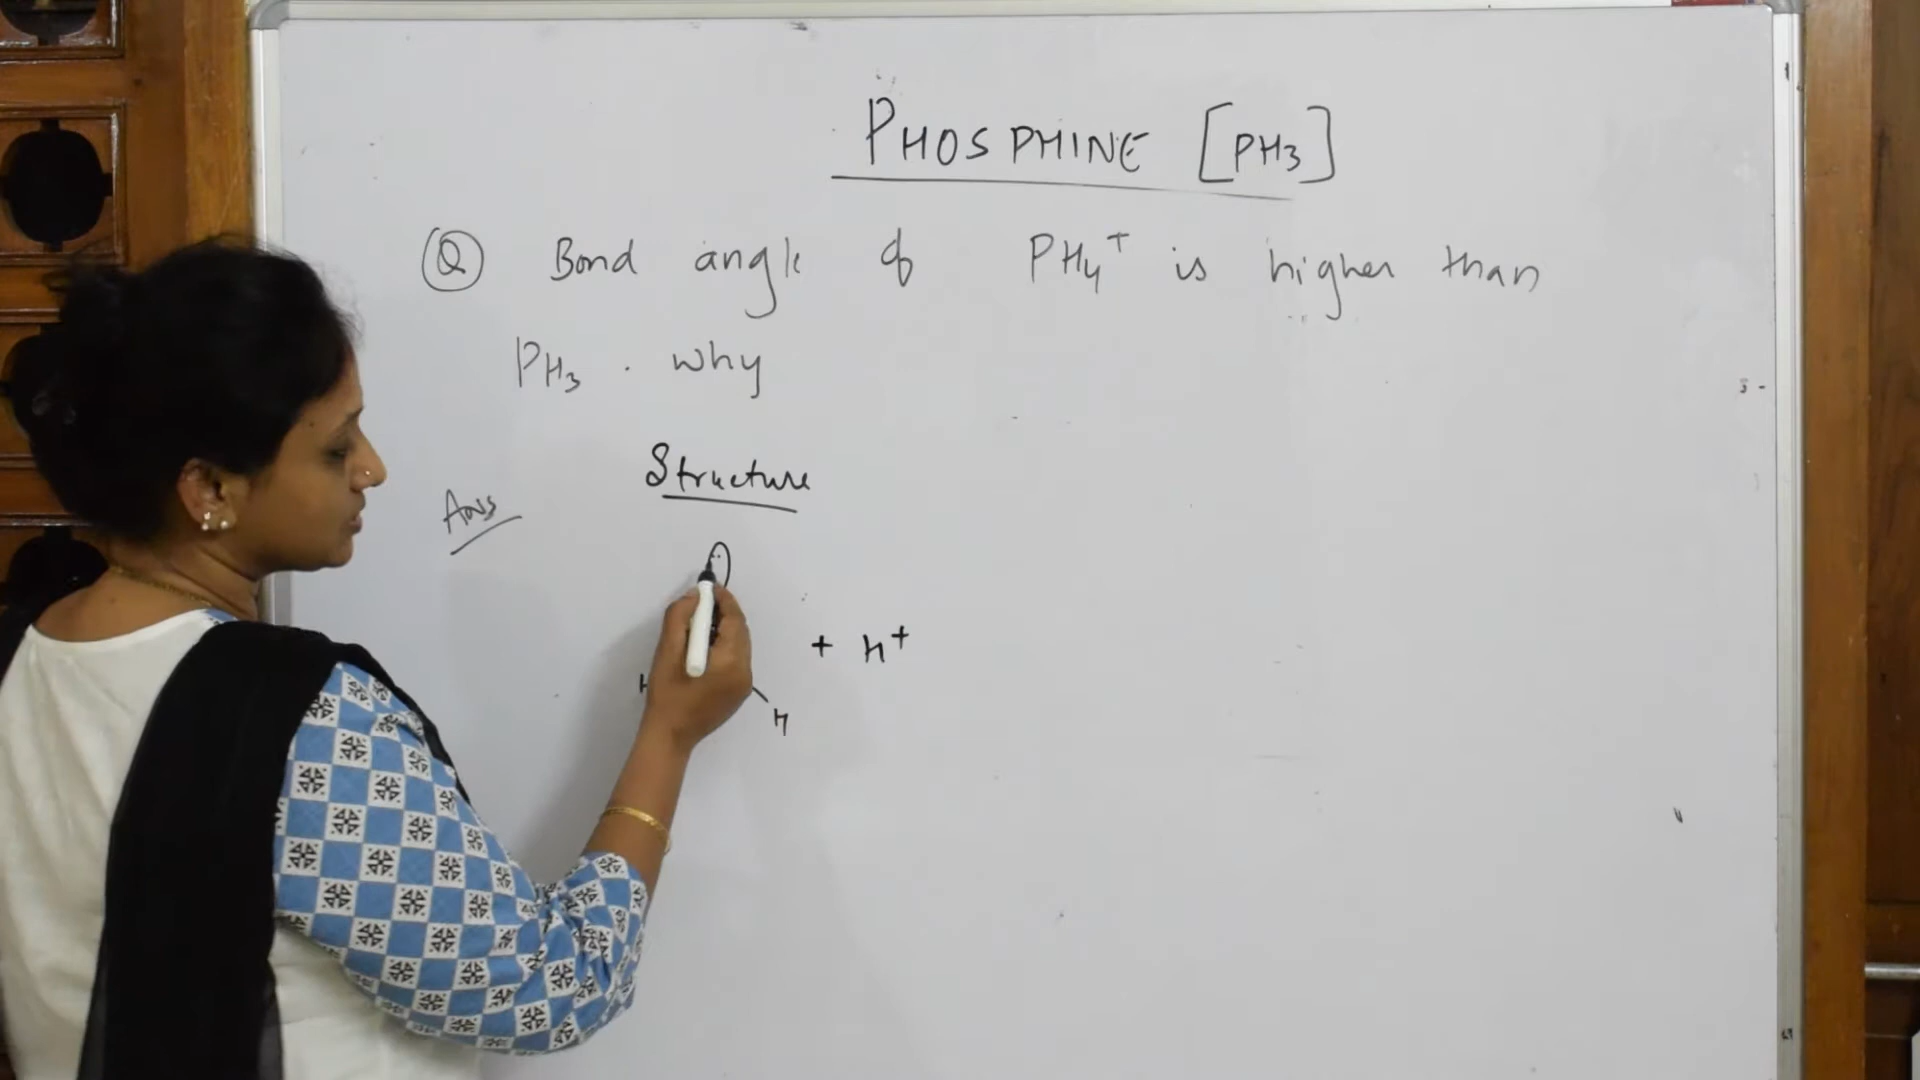 PHOSPHINE [PH3]
Q Bond angle of PH4+ is higher than
PH3 . why
Structure
Ans
+ H+
H
H